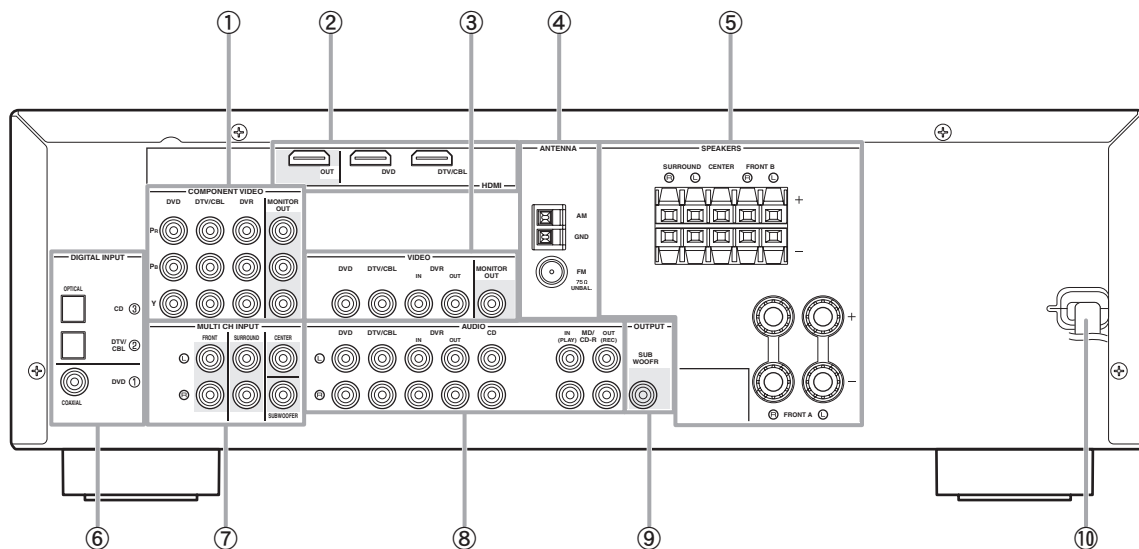 ① ② ③ ④ ⑤
ANTENNA
SPEAKERS
SURROUND CENTER FRONT B
Ⓡ Ⓛ Ⓡ Ⓛ
OUT DVD DTV/CBL
HDMI
COMPONENT VIDEO
DVD DTV/CBL DVR MONITOR OUT
PR
PB
Y
AM
GND
FM
75Ω
UNBAL.
+
−
VIDEO
DVD DTV/CBL DVR MONITOR OUT
IN OUT
DIGITAL INPUT
OPTICAL
CD ③
DTV/
CBL ②
DVD ①
COAXIAL
MULTI CH INPUT
FRONT SURROUND CENTER
Ⓛ
Ⓡ
SUBWOOFER
AUDIO
DVD DTV/CBL DVR CD
IN OUT
IN MD/ OUT
(PLAY) CD-R (REC)
Ⓛ
Ⓡ
OUTPUT
SUB
WOOFR
+
−
Ⓡ FRONT A Ⓛ
⑥ ⑦ ⑧ ⑨ ⑩